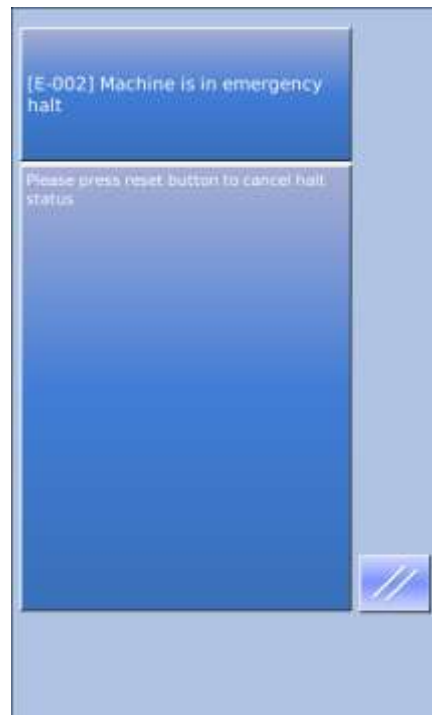 [E-002] Machine is in emergency
halt
Please press reset button to cancel halt
status